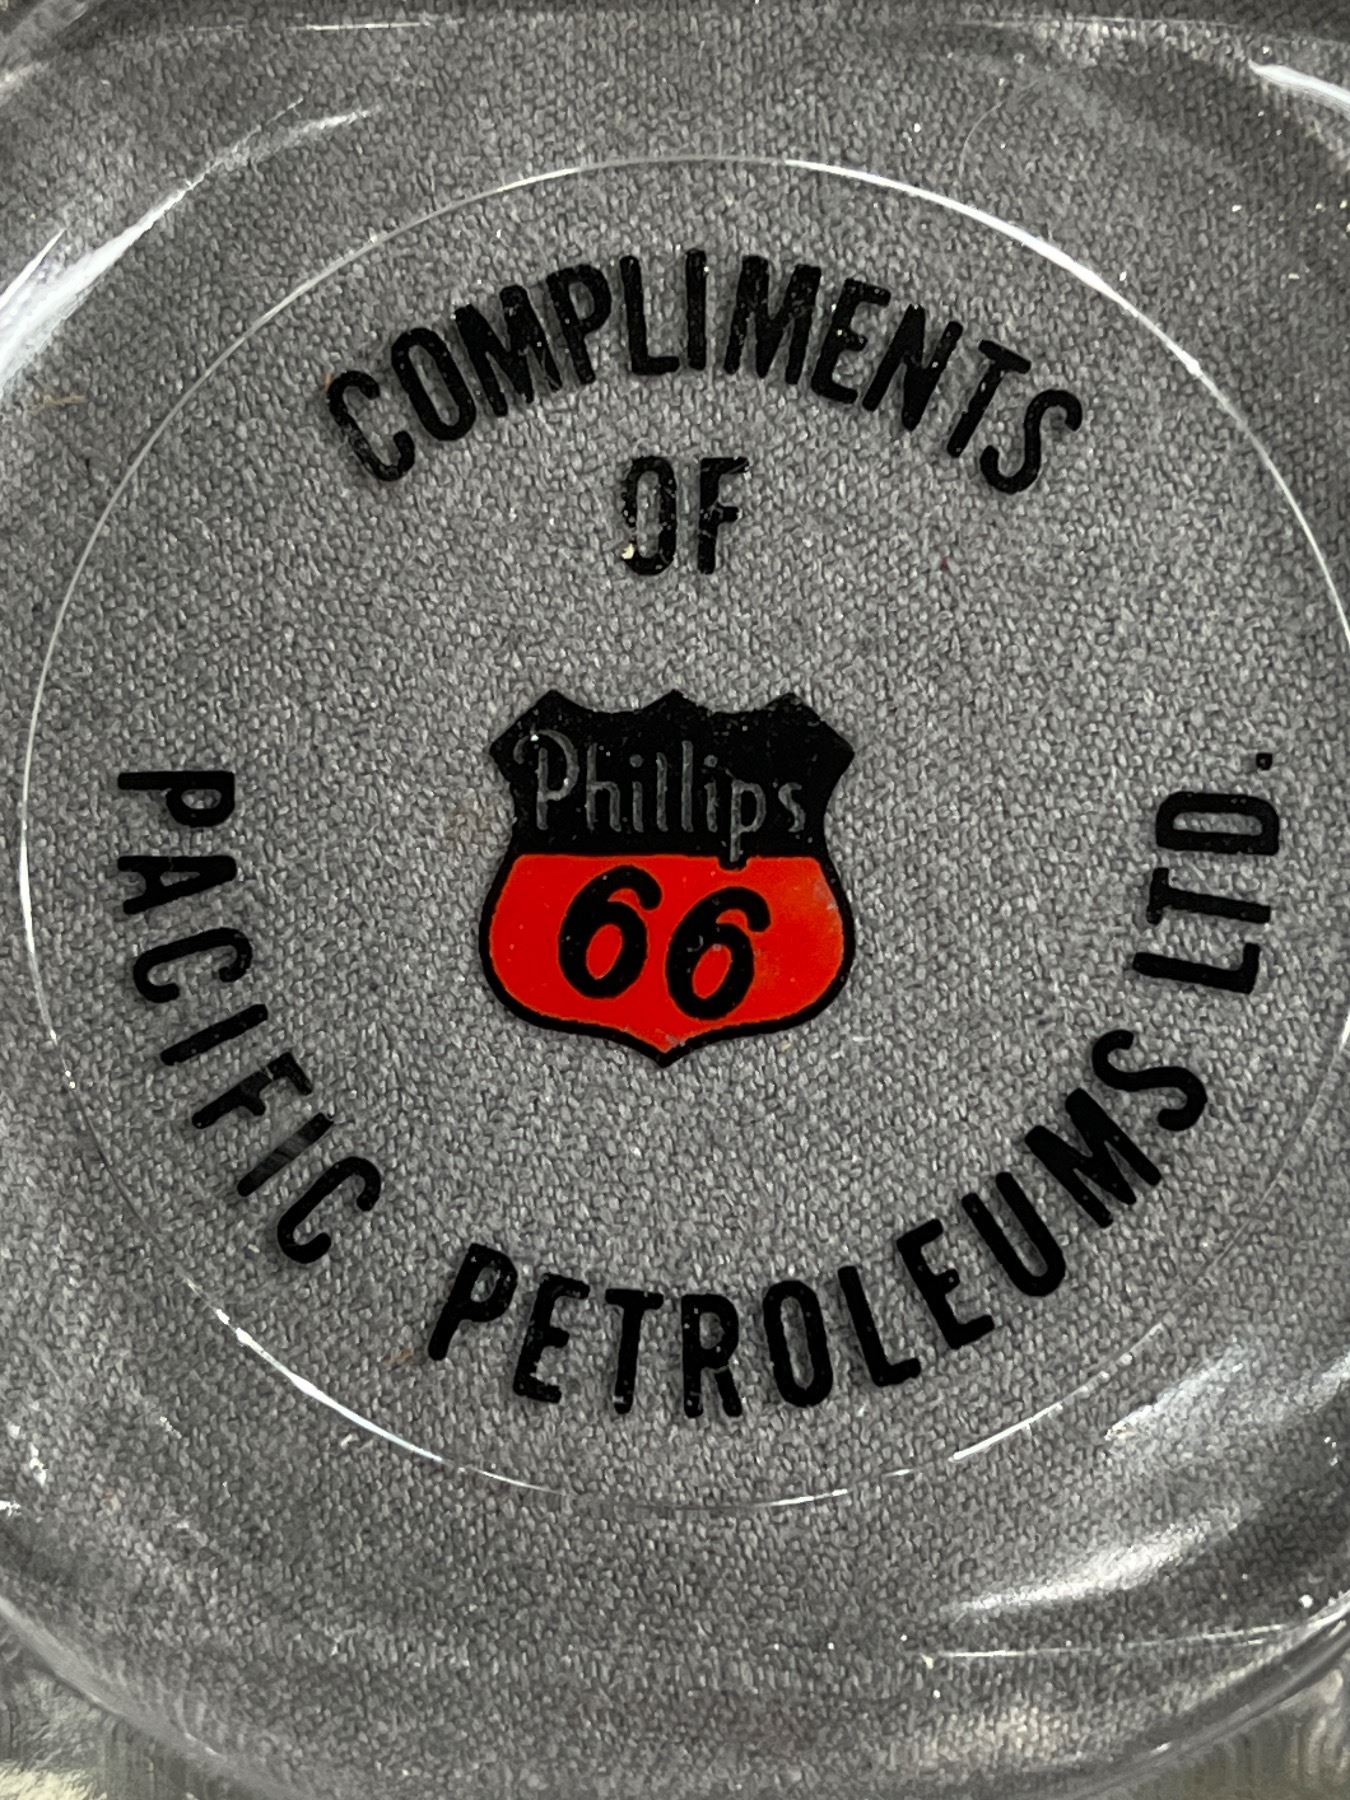 COMPLIMENTS
OF
Phillips
66
PACIFIC PETROLEUMS LTD.